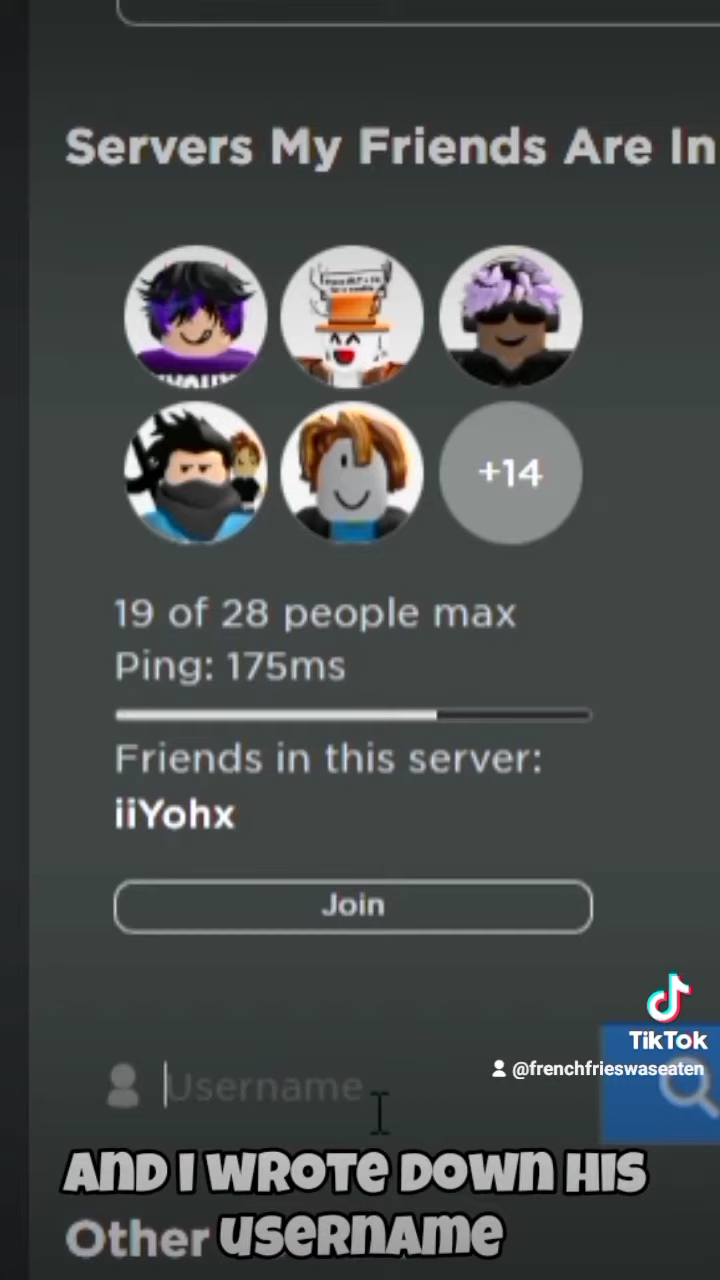 Servers My Friends Are In
+14
19 of 28 people max
Ping: 175ms
Friends in this server:
iiYohx
Join
TikTok
@frenchfrieswaseaten
Username
AND I WROTE DOWN HIS
Other USERNAME